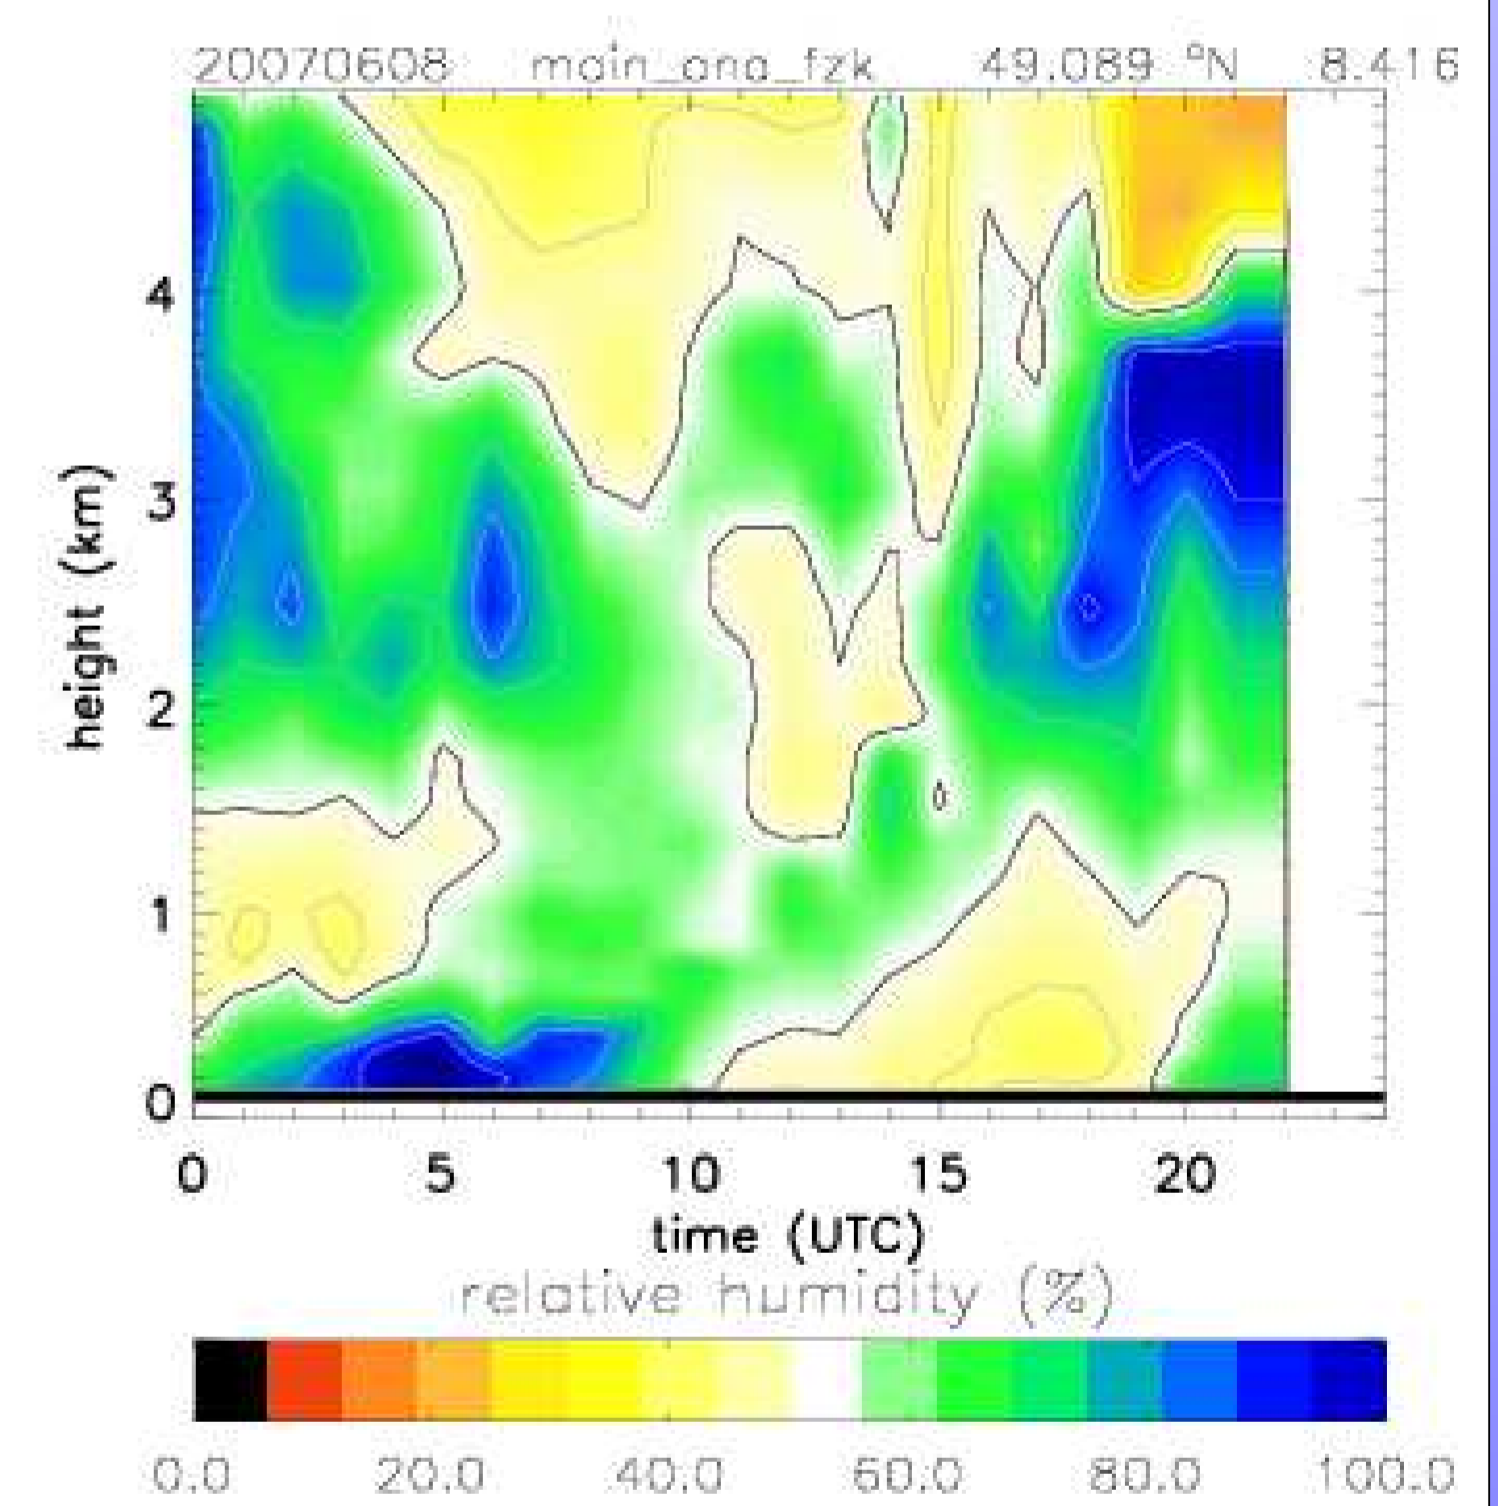 20070608 main_ana_fzk 49.089 °N 8.416
4
3
2
1
0
height (km)
0 5 10 15 20
time (UTC)
relative humidity (%)
0.0 20.0 40.0 60.0 80.0 100.0